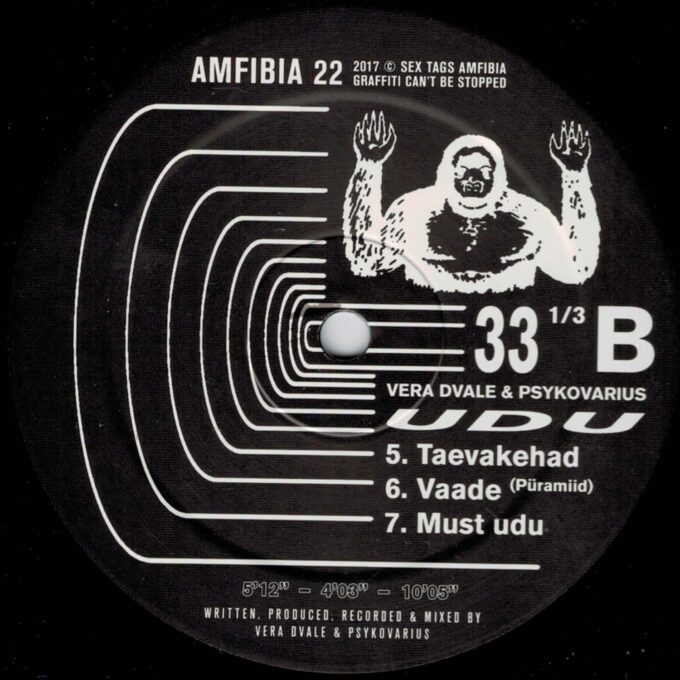 AMFIBIA 22
2017 © SEX TAGS AMFIBIA
GRAFFITI CAN'T BE STOPPED
33 1/3 B
VERA DVALE & PSYKOVARIUS
UDU
5. Taevakehad
6. Vaade (Püramiid)
7. Must udu
5'12" – 4'03" – 10'05"
WRITTEN, PRODUCED, RECORDED & MIXED BY
VERA DVALE & PSYKOVARIUS